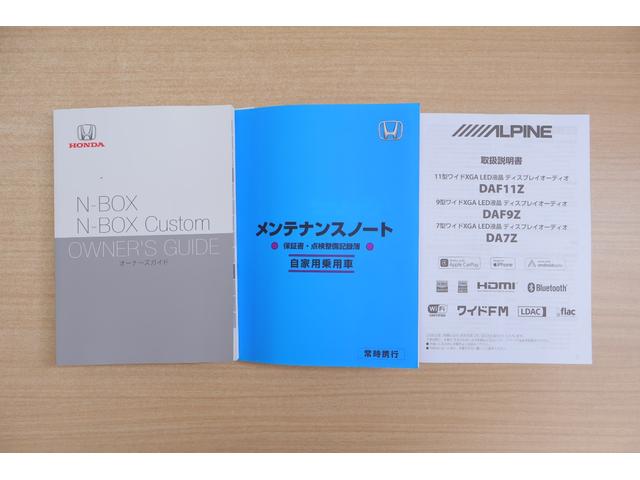 HONDA
N-BOX
N-BOX Custom
OWNER'S GUIDE
オーナーズガイド
メンテナンスノート
保証書・点検整備記録簿
自家用乗用車
常時携行
ALPINE
取扱説明書
11型ワイドXGA LED液晶 ディスプレイオーディオ
DAF11Z
9型ワイドXGA LED液晶 ディスプレイオーディオ
DAF9Z
7型ワイドXGA LED液晶 ディスプレイオーディオ
DA7Z
Apple CarPlay
iPhone
androidauto
HDMI
Bluetooth
Wi Fi
CERTIFIED
ワイドFM
LDAC
flac